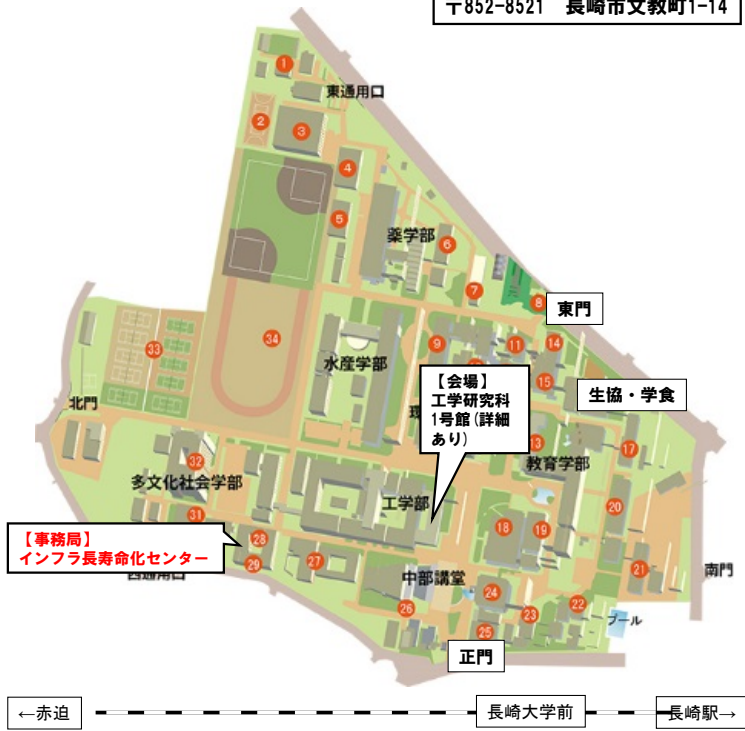 〒852-8521　長崎市文教町1-14
1
東通用口
2
3
4
5
薬学部
6
7
8
東門
9
11
14
34
33
水産学部
15
【会場】
工学研究科
1号館(詳細
あり)
生協・学食
北門
環
13
17
教育学部
32
多文化社会学部
工学部
20
31
18
19
【事務局】
インフラ長寿命化センター
28
27
21
29
西通用口
中部講堂
南門
24
26
23
22
プール
25
正門
←赤迫
長崎大学前
長崎駅→